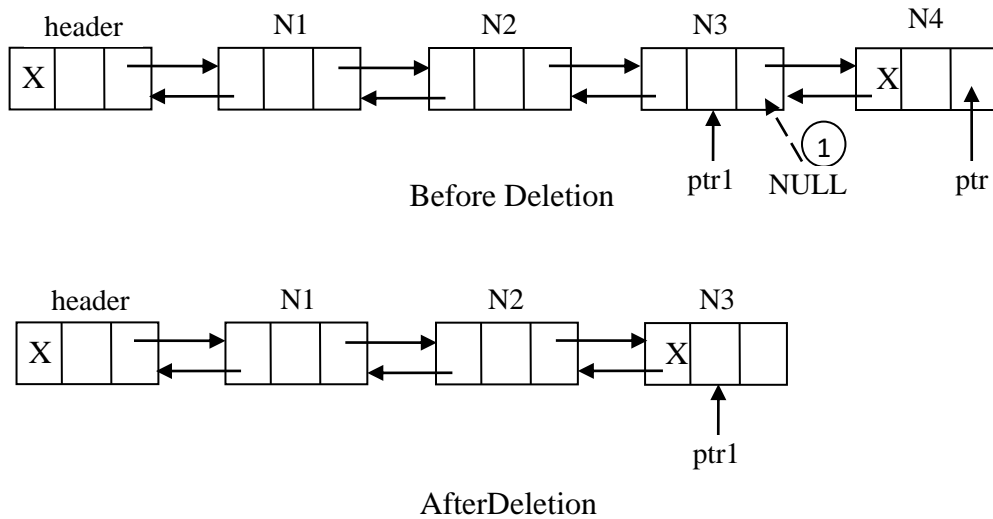 header N1 N2 N3 N4
X X
1
ptr1 NULL ptr
Before Deletion
header N1 N2 N3
X X
ptr1
AfterDeletion